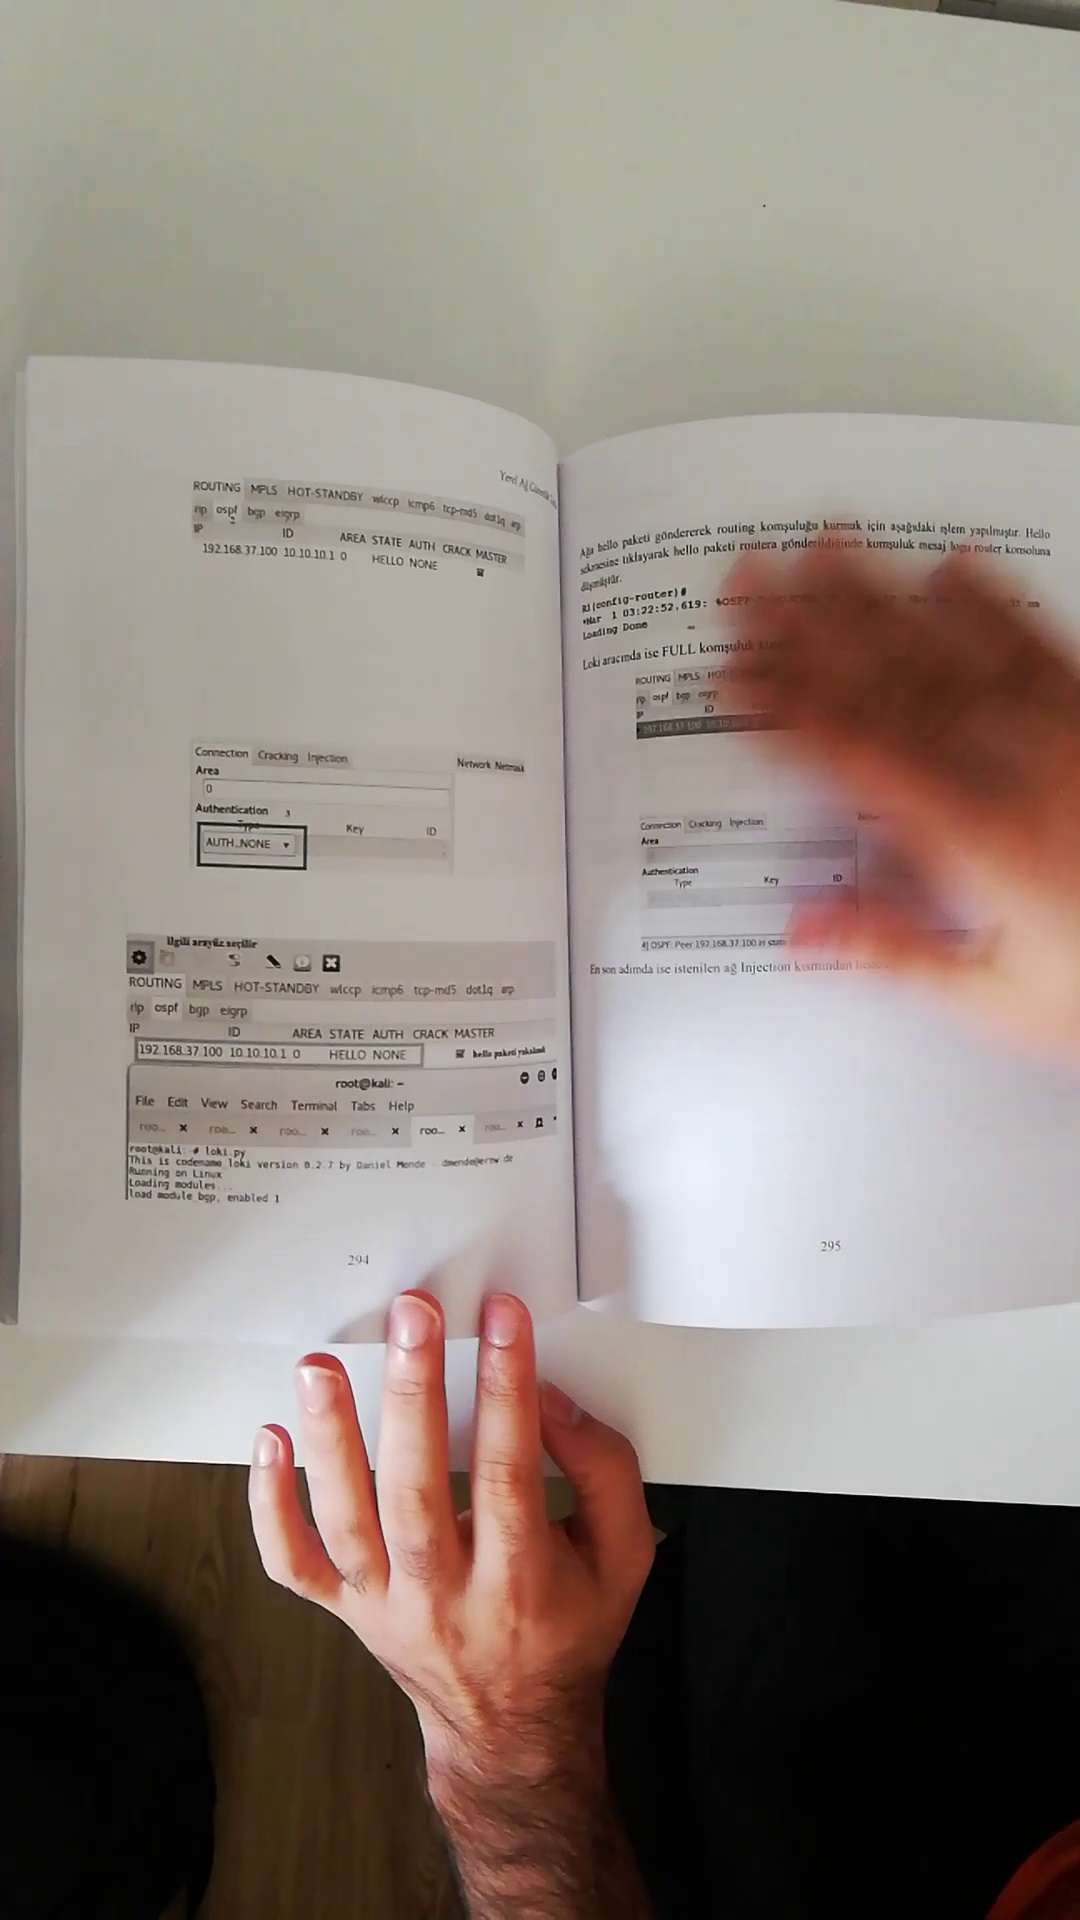 Yerel Ağ
ROUTING MPLS HOT-STANDBY wlccp icmp6 tcp-md5 dot1q arp
rip ospf bgp eigrp
IP ID AREA STATE AUTH CRACK MASTER
192.168.37.100 10.10.10.1 0 HELLO NONE
Connection Cracking Injection
Network Netmask
Area
0
Authentication 3
Type Key ID
AUTH_NONE
İlgili arayüz seçilir
ROUTING MPLS HOT-STANDBY wlccp icmp6 tcp-md5 dot1q arp
rip ospf bgp eigrp
IP ID AREA STATE AUTH CRACK MASTER
192.168.37.100 10.10.10.1 0 HELLO NONE hello paketi yakalandı
root@kali: ~
File Edit View Search Terminal Tabs Help
roo... x roo... x roo... x roo... x roo... x roo... x
root@kali:~# loki.py
This is codename loki version 0.2.7 by Daniel Mende - dmende@ernw.de
Running on Linux
Loading modules...
load module bgp, enabled 1
294
Ağa hello paketi göndererek routing komşuluğu kurmak için aşağıdaki işlem yapılmıştır. Hello
sekmesine tıklayarak hello paketi routera gönderildiğinde komşuluk mesaj logu router konsoluna
düşmüştür.
R1(config-router)#
*Mar 1 03:22:52.619: %OSPF
Loading Done
Loki aracında ise FULL komşuluk
ROUTING MPLS HOT
rip ospf bgp eigrp
IP ID
192.168.37.100 10.10
Connection Cracking Injection
Area
Authentication
Type Key ID
4] OSPF: Peer 192.168.37.100 in state
En son adımda ise istenilen ağ Injection kısmından
295